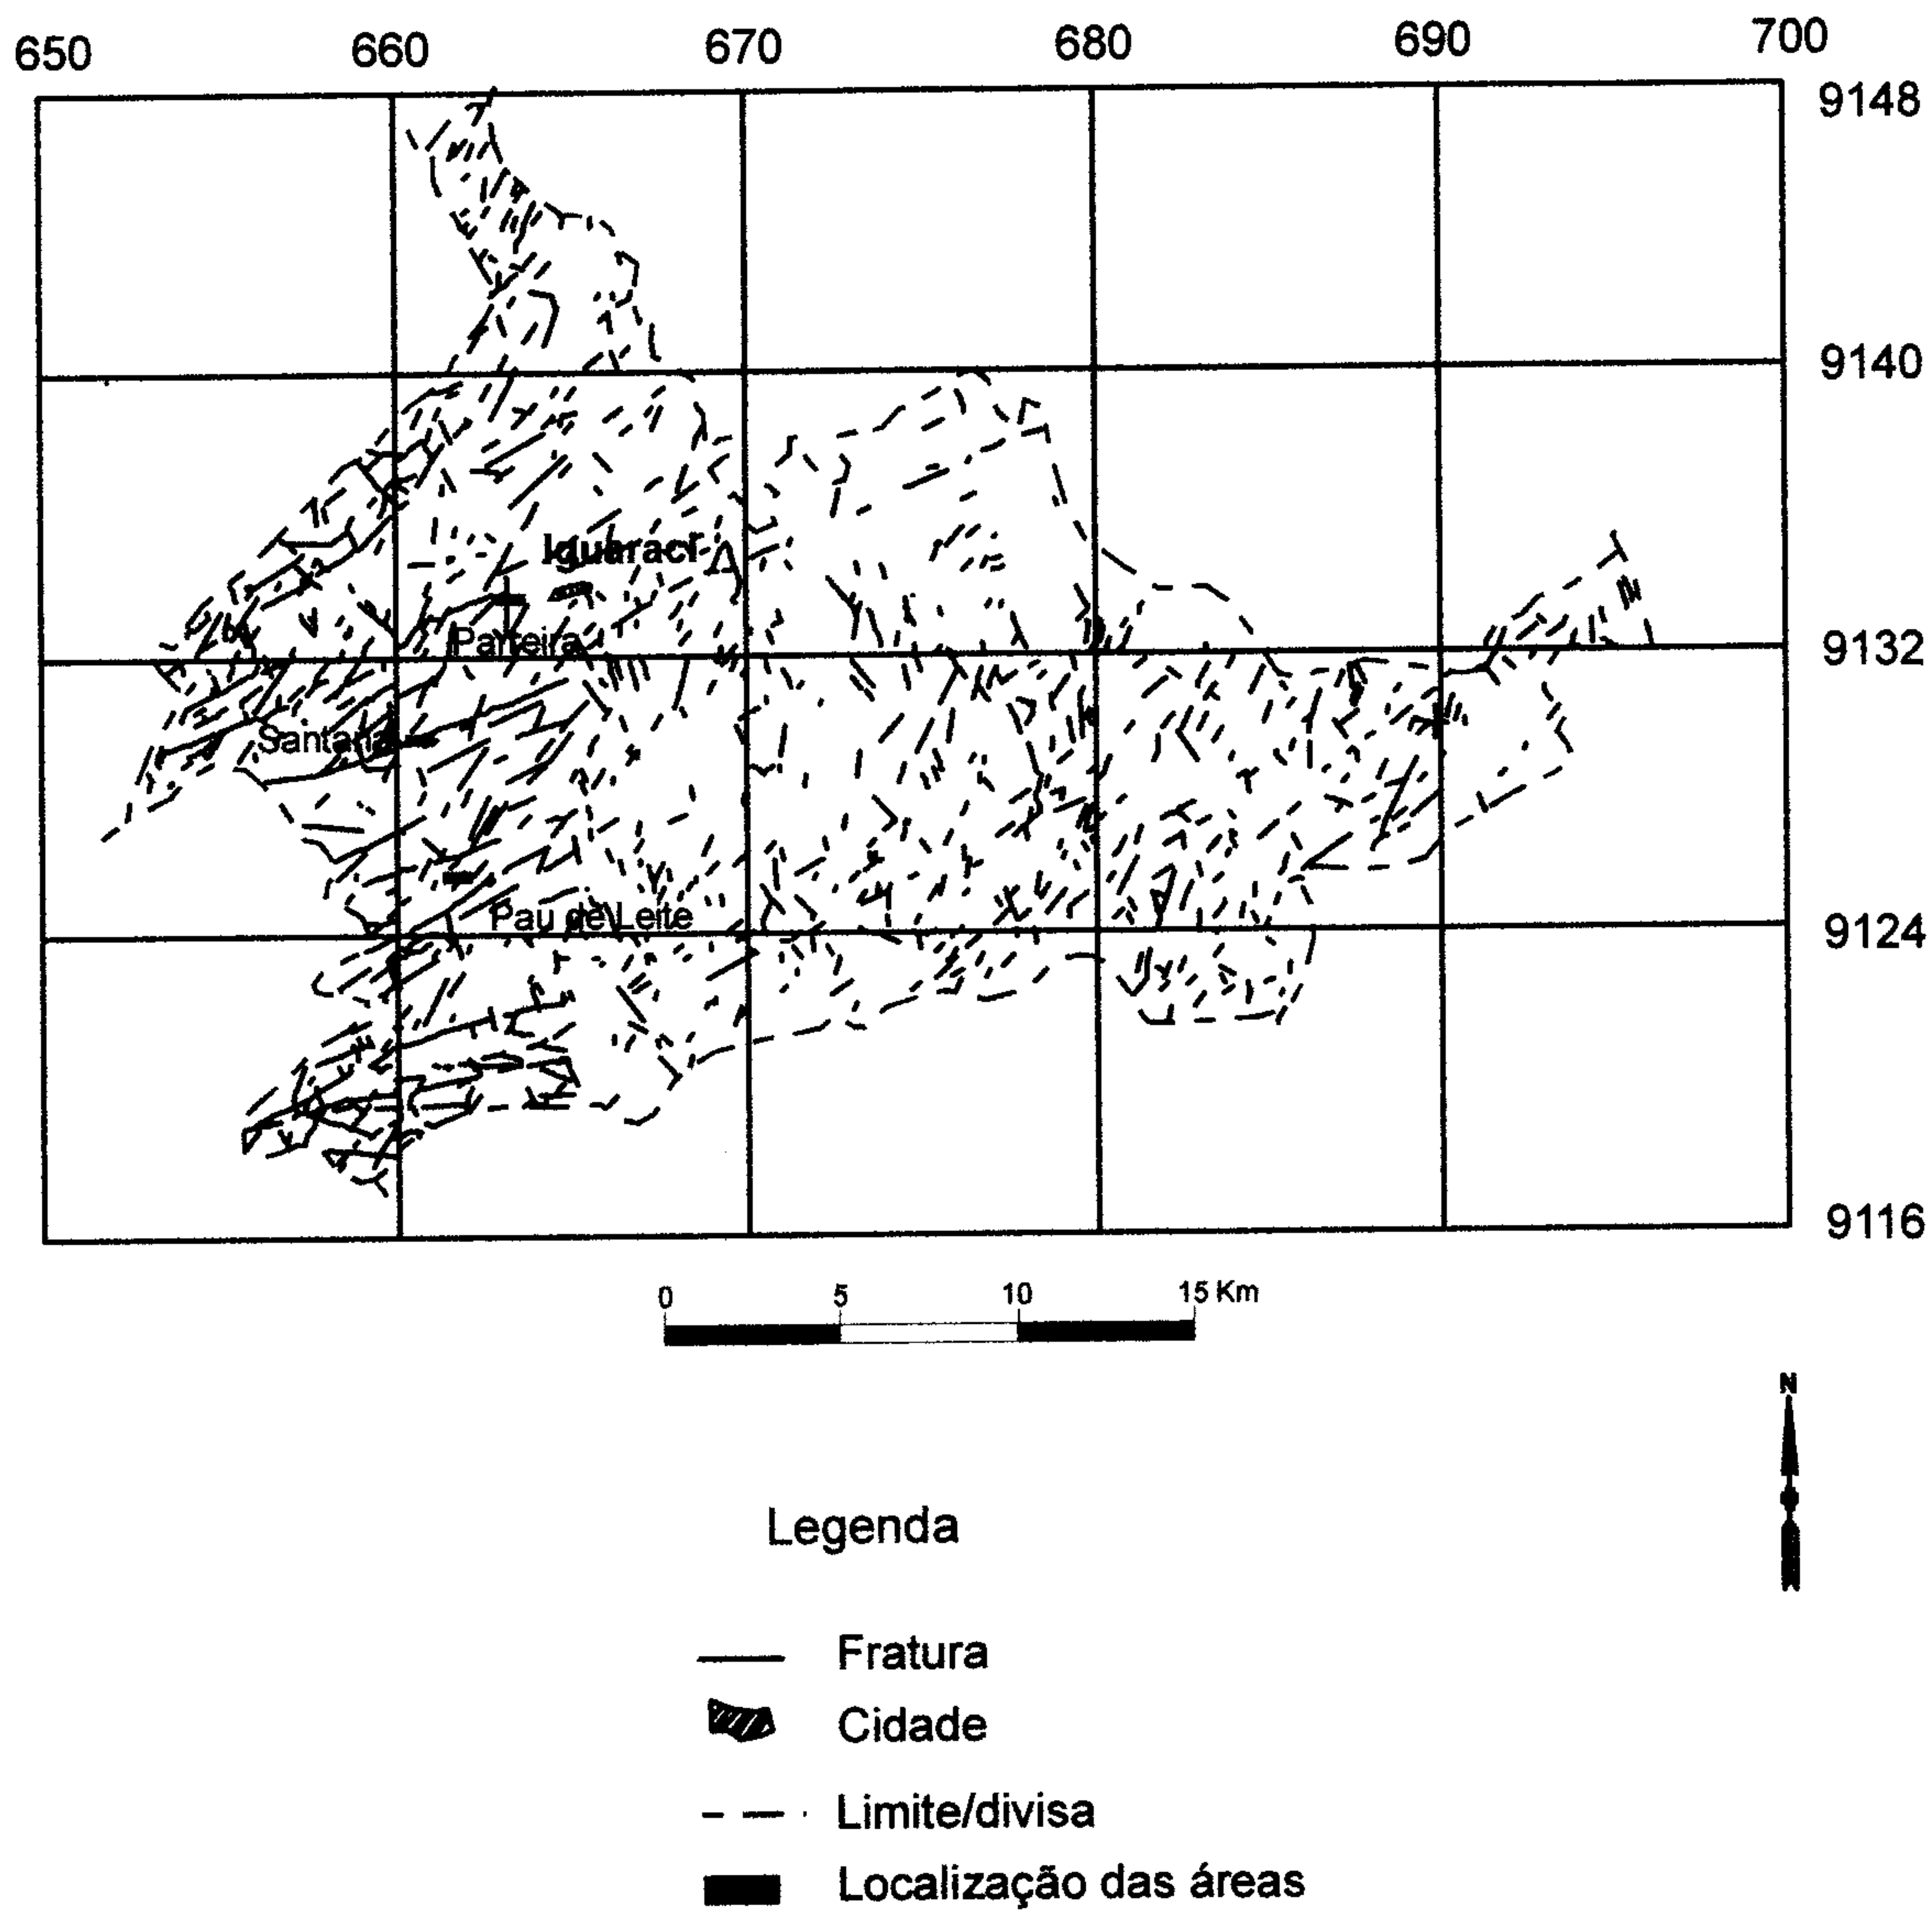 650 660 670 680 690 700
9148
9140
Iguaraci
Parteira
9132
Santana
Pau de Leite
9124
9116
0 5 10 15 Km
N
Legenda
Fratura
Cidade
Limite/divisa
Localização das áreas